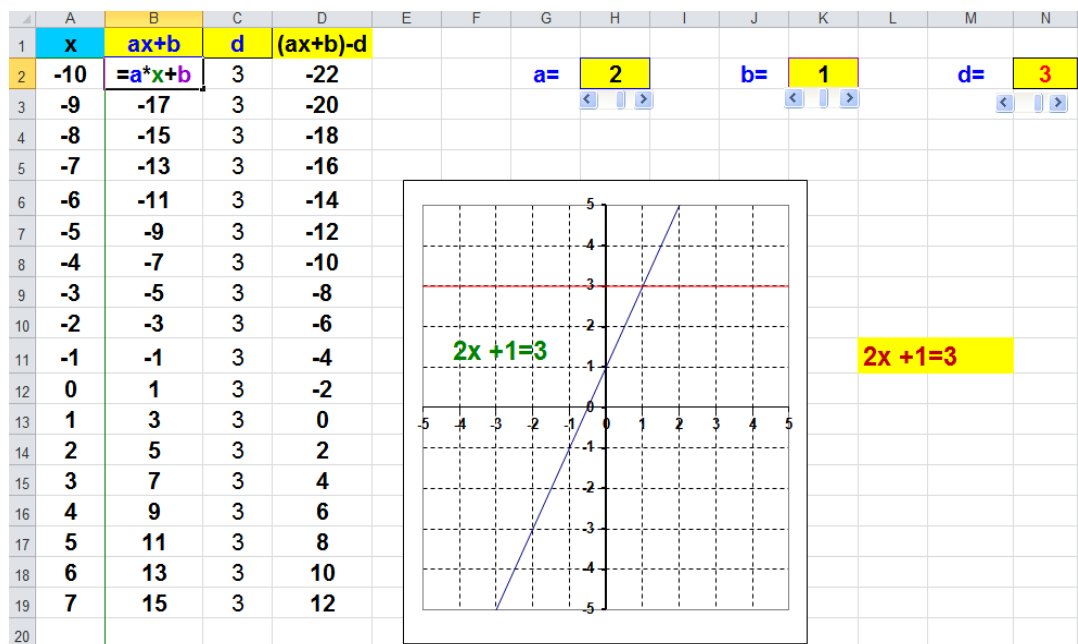 A B C D E F G H I J K L M N
1 x ax+b d (ax+b)-d
2 -10 =a*x+b 3 -22 a= 2 b= 1 d= 3
3 -9 -17 3 -20
4 -8 -15 3 -18
5 -7 -13 3 -16
6 -6 -11 3 -14
7 -5 -9 3 -12
8 -4 -7 3 -10
9 -3 -5 3 -8
10 -2 -3 3 -6
11 -1 -1 3 -4
12 0 1 3 -2
13 1 3 3 0
14 2 5 3 2
15 3 7 3 4
16 4 9 3 6
17 5 11 3 8
18 6 13 3 10
19 7 15 3 12
20
5
4
3
2
2x +1=3
1
0
-5 -4 -3 -2 -1 0 1 2 3 4 5
-1
-2
-3
-4
-5
2x +1=3